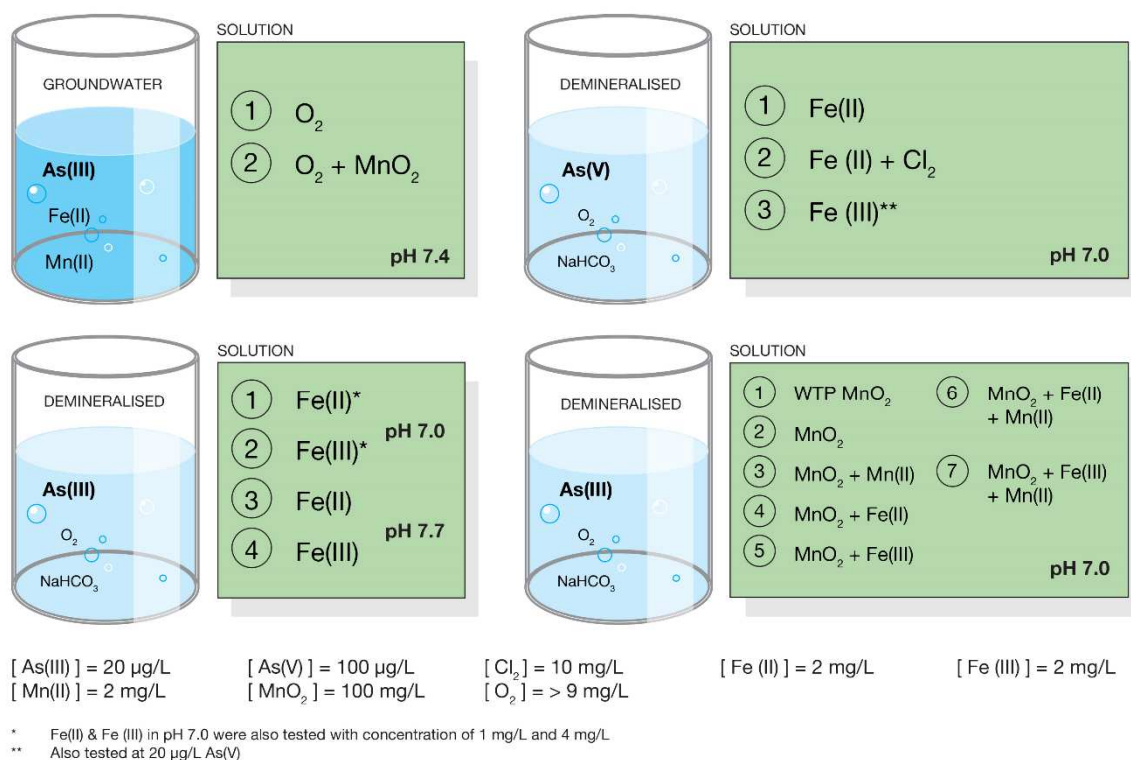 SOLUTION
GROUNDWATER
As(III)
Fe(II)
Mn(II)
1 O₂
2 O₂ + MnO₂
pH 7.4
SOLUTION
DEMINERALISED
As(V)
O₂
NaHCO₃
1 Fe(II)
2 Fe (II) + Cl₂
3 Fe (III)**
pH 7.0
SOLUTION
DEMINERALISED
As(III)
O₂
NaHCO₃
1 Fe(II)*
pH 7.0
2 Fe(III)*
3 Fe(II)
pH 7.7
4 Fe(III)
SOLUTION
DEMINERALISED
As(III)
O₂
NaHCO₃
1 WTP MnO₂
2 MnO₂
3 MnO₂ + Mn(II)
4 MnO₂ + Fe(II)
5 MnO₂ + Fe(III)
6 MnO₂ + Fe(II)
+ Mn(II)
7 MnO₂ + Fe(III)
+ Mn(II)
pH 7.0
[ As(III) ] = 20 µg/L [ As(V) ] = 100 µg/L [ Cl₂ ] = 10 mg/L [ Fe (II) ] = 2 mg/L [ Fe (III) ] = 2 mg/L
[ Mn(II) ] = 2 mg/L [ MnO₂ ] = 100 mg/L [ O₂ ] = > 9 mg/L
* Fe(II) & Fe (III) in pH 7.0 were also tested with concentration of 1 mg/L and 4 mg/L
** Also tested at 20 µg/L As(V)